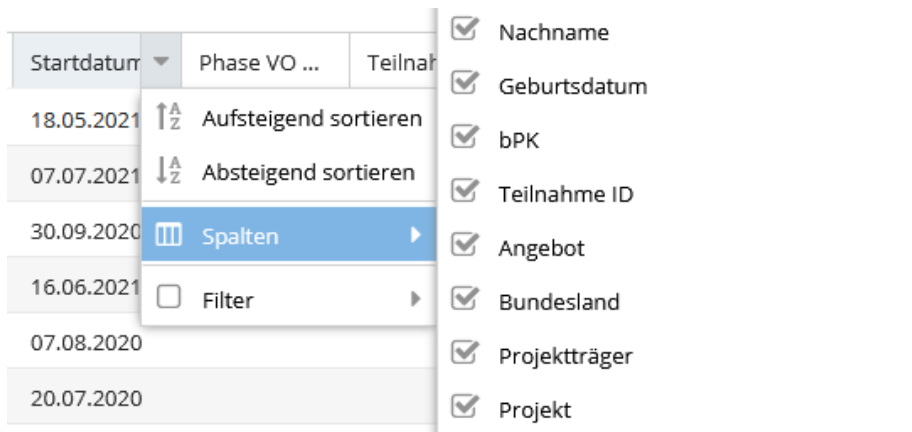 Startdatum
Phase VO ...
18.05.2021
07.07.2021
30.09.2020
16.06.2021
07.08.2020
20.07.2020
Aufsteigend sortieren
Absteigend sortieren
Spalten
Filter
Nachname
Geburtsdatum
bPK
Teilnahme ID
Angebot
Bundesland
Projektträger
Projekt